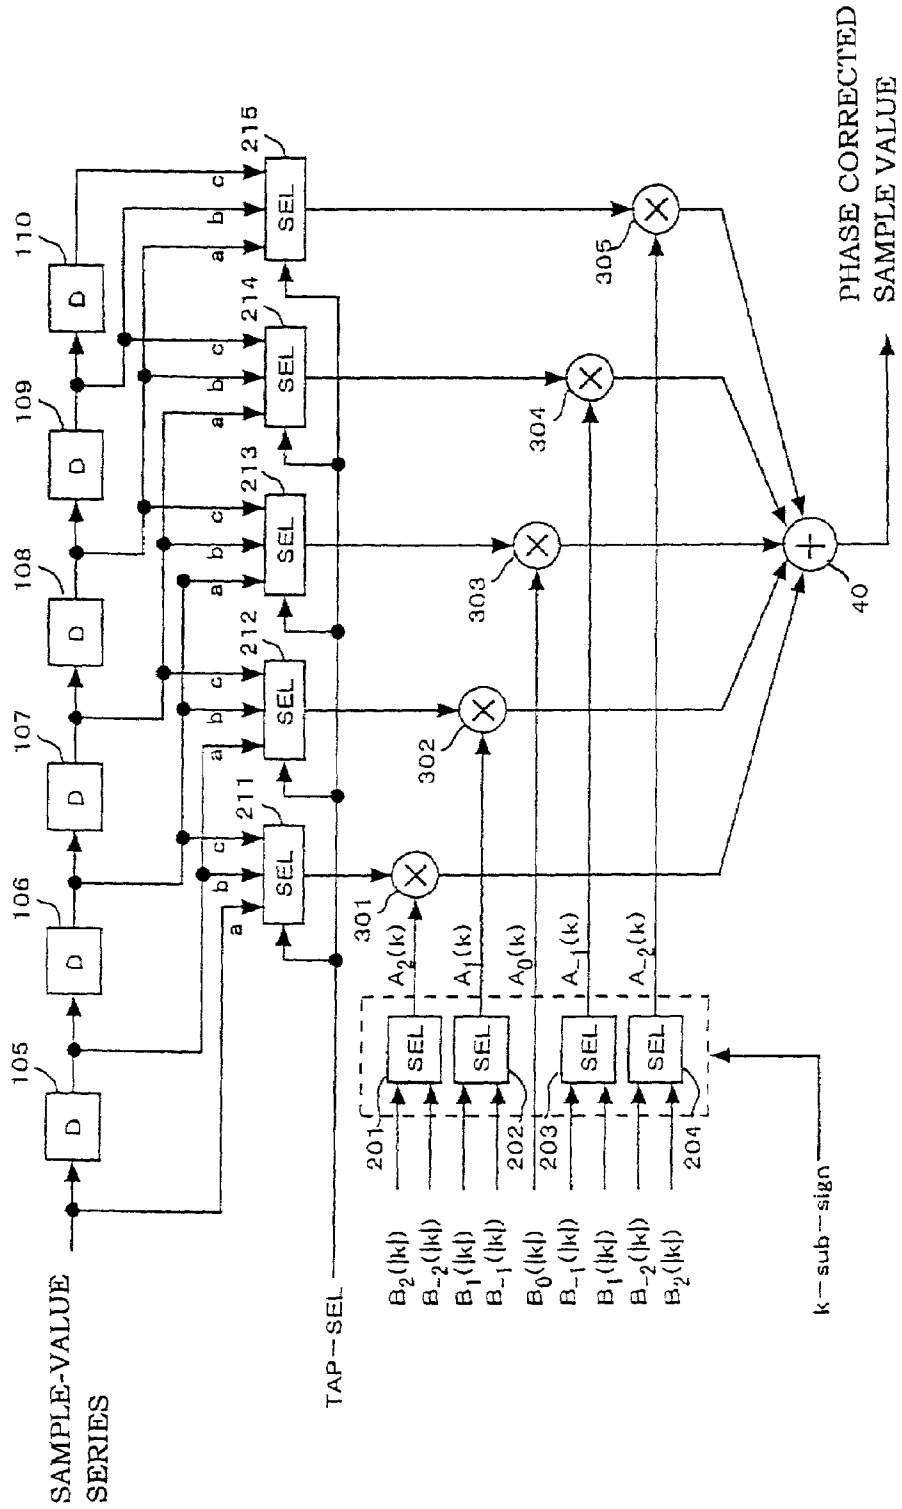 SAMPLE-VALUE
SERIES
105
106
107
108
109
110
D
D
D
D
D
D
a
b
c
a
b
c
a
b
c
a
b
c
a
b
c
SEL
SEL
SEL
SEL
SEL
211
212
213
214
215
TAP-SEL
301
302
303
304
305
×
×
×
×
×
B2(|k|)
B-2(|k|)
B1(|k|)
B-1(|k|)
B0(|k|)
B-1(|k|)
B1(|k|)
B-2(|k|)
B2(|k|)
201
202
203
204
SEL
SEL
SEL
SEL
A2(k)
A1(k)
A0(k)
A-1(k)
A-2(k)
k-sub-sign
+
40
PHASE CORRECTED
SAMPLE VALUE